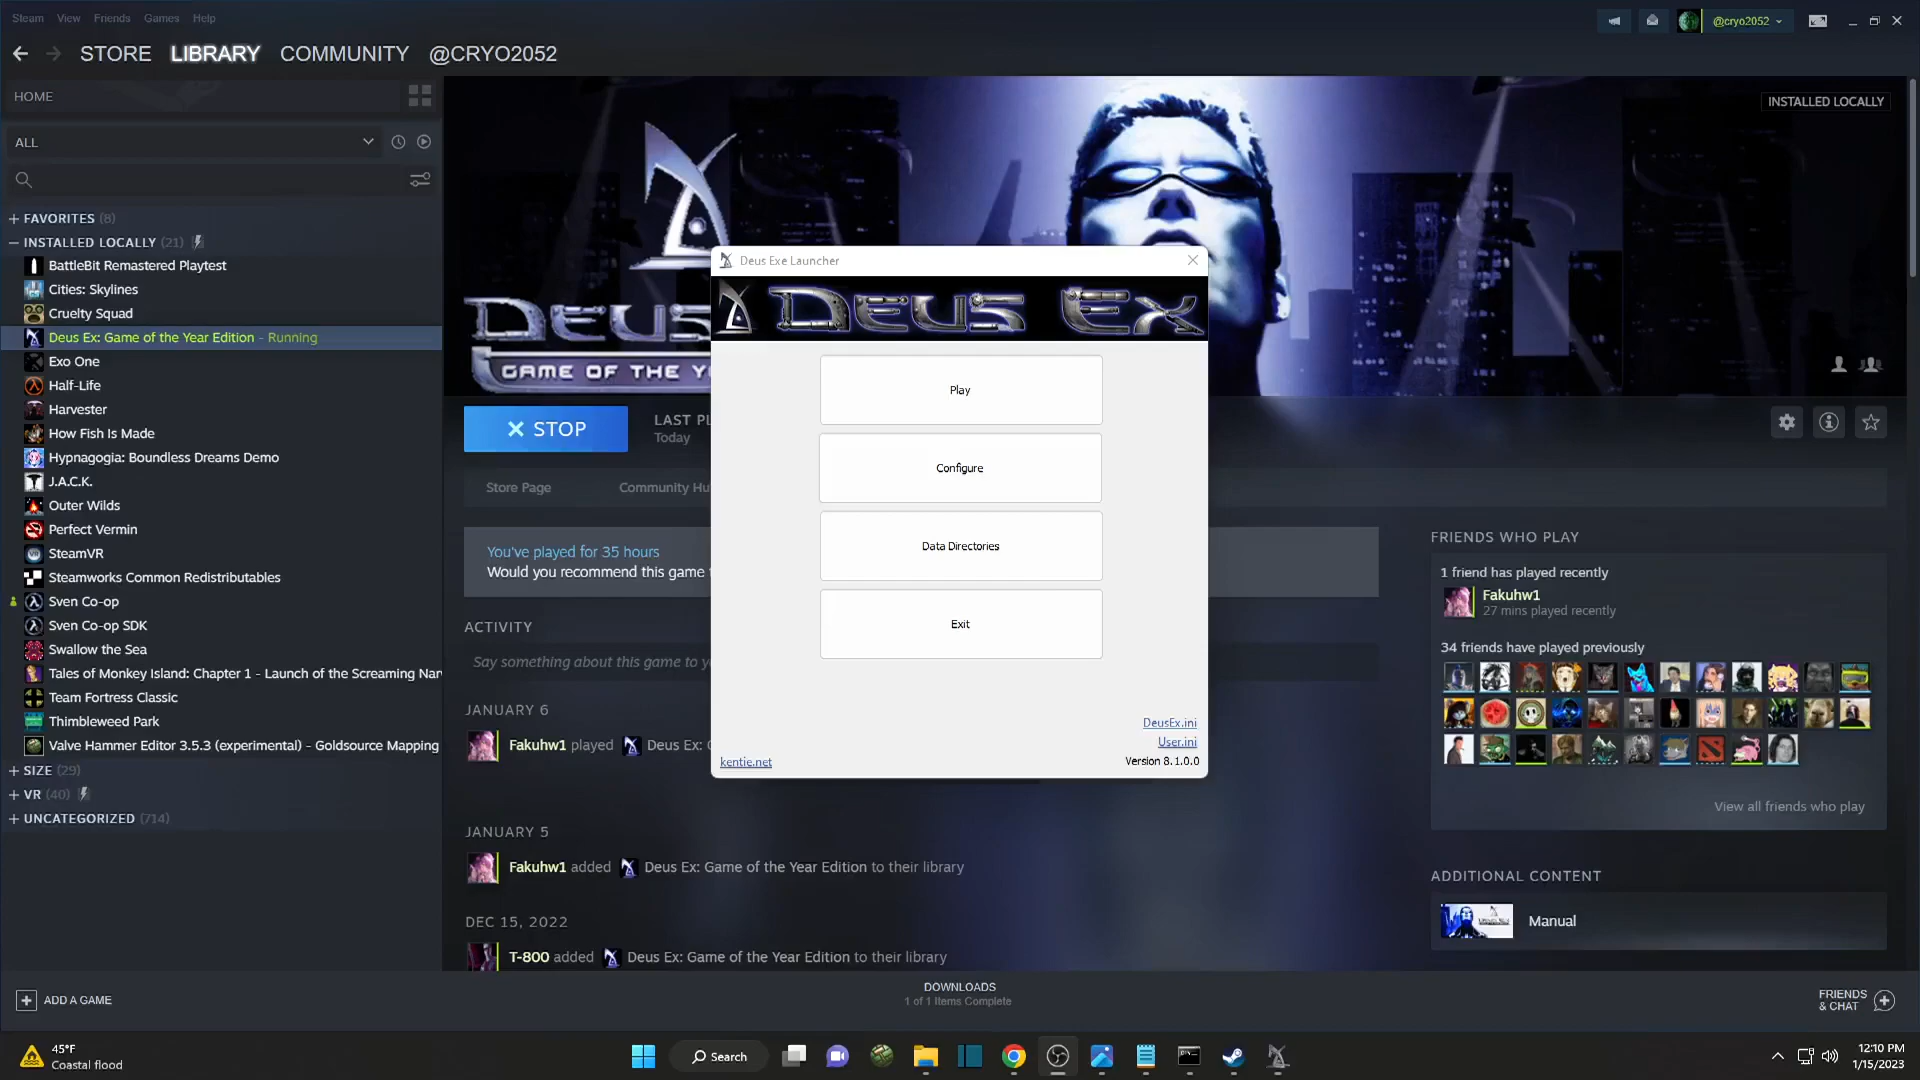 Steam View Friends Games Help
@cryo2052
STORE LIBRARY COMMUNITY @CRYO2052
HOME
ALL
+ FAVORITES (8)
− INSTALLED LOCALLY (21)
BattleBit Remastered Playtest
Cities: Skylines
Cruelty Squad
Deus Ex: Game of the Year Edition - Running
Exo One
Half-Life
Harvester
How Fish Is Made
Hypnagogia: Boundless Dreams Demo
J.A.C.K.
Outer Wilds
Perfect Vermin
SteamVR
Steamworks Common Redistributables
Sven Co-op
Sven Co-op SDK
Swallow the Sea
Tales of Monkey Island: Chapter 1 - Launch of the Screaming Nar
Team Fortress Classic
Thimbleweed Park
Valve Hammer Editor 3.5.3 (experimental) - Goldsource Mapping
+ SIZE (29)
+ VR (40)
+ UNCATEGORIZED (714)
ADD A GAME
INSTALLED LOCALLY
DEUS
GAME OF THE Y
STOP
LAST PL
Today
Store Page
Community Hu
You've played for 35 hours
Would you recommend this game t
ACTIVITY
Say something about this game to y
JANUARY 6
Fakuhw1 played Deus Ex: G
JANUARY 5
Fakuhw1 added Deus Ex: Game of the Year Edition to their library
DEC 15, 2022
T-800 added Deus Ex: Game of the Year Edition to their library
Deus Exe Launcher
DEUS EX
Play
Configure
Data Directories
Exit
DeusEx.ini
User.ini
kentie.net
Version 8.1.0.0
FRIENDS WHO PLAY
1 friend has played recently
Fakuhw1
27 mins played recently
34 friends have played previously
View all friends who play
ADDITIONAL CONTENT
Manual
DOWNLOADS
1 of 1 Items Complete
FRIENDS
& CHAT
45°F
Coastal flood
Search
12:10 PM
1/15/2023